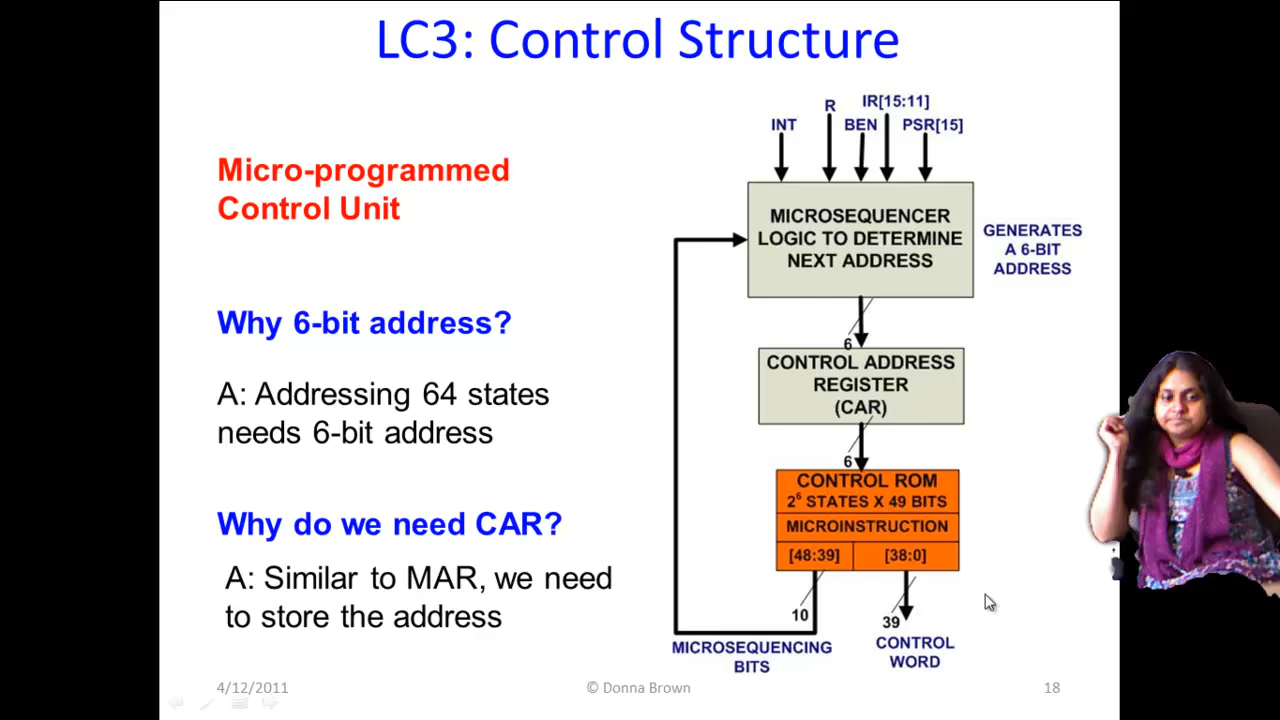 LC3: Control Structure
Micro-programmed
Control Unit
Why 6-bit address?
A: Addressing 64 states
needs 6-bit address
Why do we need CAR?
A: Similar to MAR, we need
to store the address
INT
R
BEN
IR[15:11]
PSR[15]
MICROSEQUENCER
LOGIC TO DETERMINE
NEXT ADDRESS
GENERATES
A 6-BIT
ADDRESS
6
CONTROL ADDRESS
REGISTER
(CAR)
6
CONTROL ROM
2⁶ STATES X 49 BITS
MICROINSTRUCTION
[48:39]
[38:0]
10
39
MICROSEQUENCING
BITS
CONTROL
WORD
4/12/2011
© Donna Brown
18